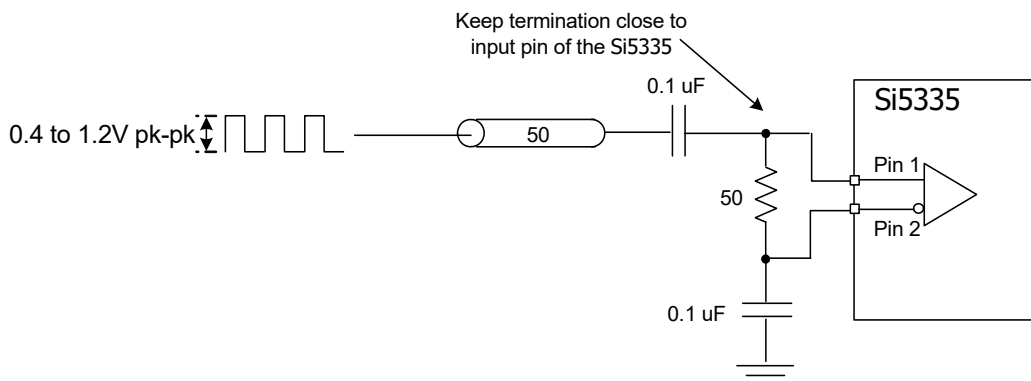 Keep termination close to
input pin of the Si5335
0.1 uF
Si5335
0.4 to 1.2V pk-pk
50
Pin 1
50
Pin 2
0.1 uF